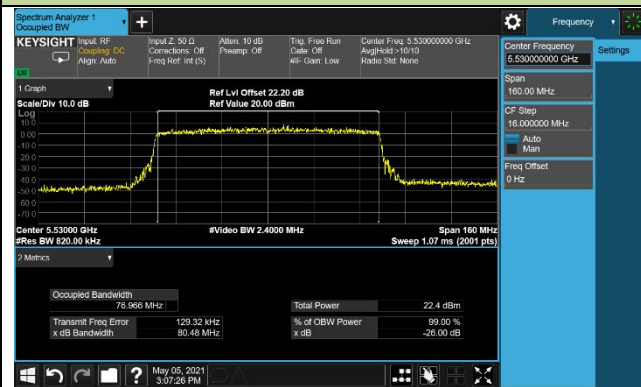 Spectrum Analyzer 1
Occupied BW
Frequency
KEYSIGHT
Input: RF
Coupling: DC
Align: Auto
Input Z: 50 Ω
Corrections: Off
Freq Ref: Int (S)
Atten: 10 dB
Preamp: Off
Trig: Free Run
Gate: Off
#IF Gain: Low
Center Freq: 5.530000000 GHz
Avg|Hold:>10/10
Radio Std: None
Center Frequency
5.530000000 GHz
Settings
Span
160.00 MHz
CF Step
16.000000 MHz
Auto
Man
Freq Offset
0 Hz
1 Graph
Scale/Div 10.0 dB
Ref Lvl Offset 22.20 dB
Ref Value 20.00 dBm
Log
10.0
0.00
-10.0
-20.0
-30.0
-40.0
-50.0
-60.0
-70.0
Center 5.53000 GHz
#Res BW 820.00 kHz
#Video BW 2.4000 MHz
Span 160 MHz
Sweep 1.07 ms (2001 pts)
2 Metrics
Occupied Bandwidth
76.966 MHz
Total Power 22.4 dBm
Transmit Freq Error 129.32 kHz
% of OBW Power 99.00 %
x dB Bandwidth 80.48 MHz
x dB -26.00 dB
May 05, 2021
3:07:26 PM